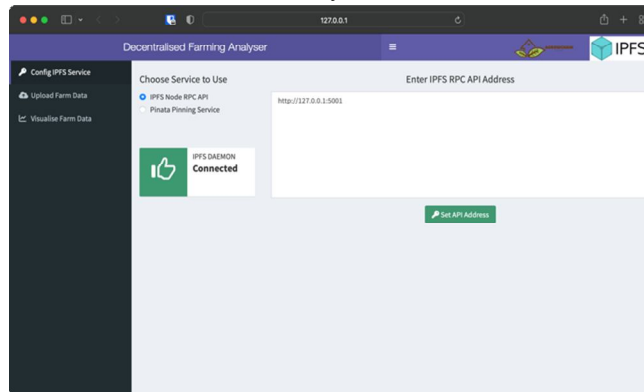 127.0.0.1
Decentralised Farming Analyser
IPFS
Config IPFS Service
Upload Farm Data
Visualise Farm Data
Choose Service to Use
IPFS Node RPC API
Pinata Pinning Service
IPFS DAEMON
Connected
Enter IPFS RPC API Address
http://127.0.0.1:5001
Set API Address